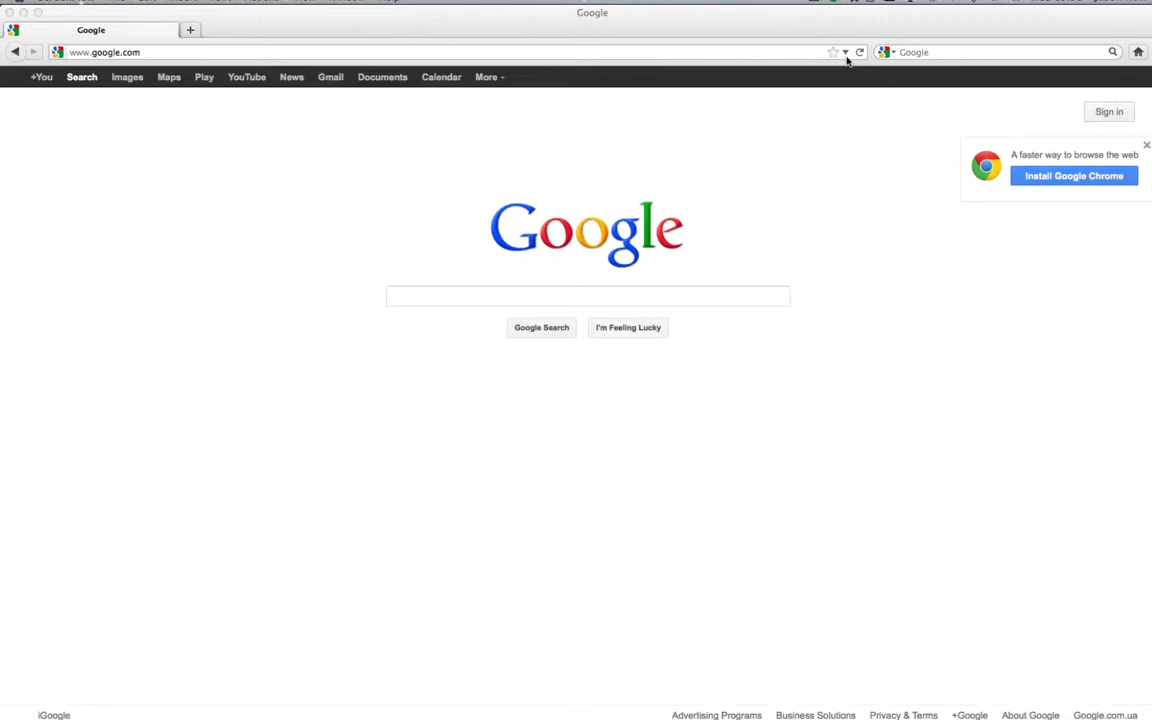 Google
Google
www.google.com
Google
+You Search Images Maps Play YouTube News Gmail Documents Calendar More
Sign in
A faster way to browse the web
Install Google Chrome
Google
Google Search I'm Feeling Lucky
iGoogle Advertising Programs Business Solutions Privacy & Terms +Google About Google Google.com.ua